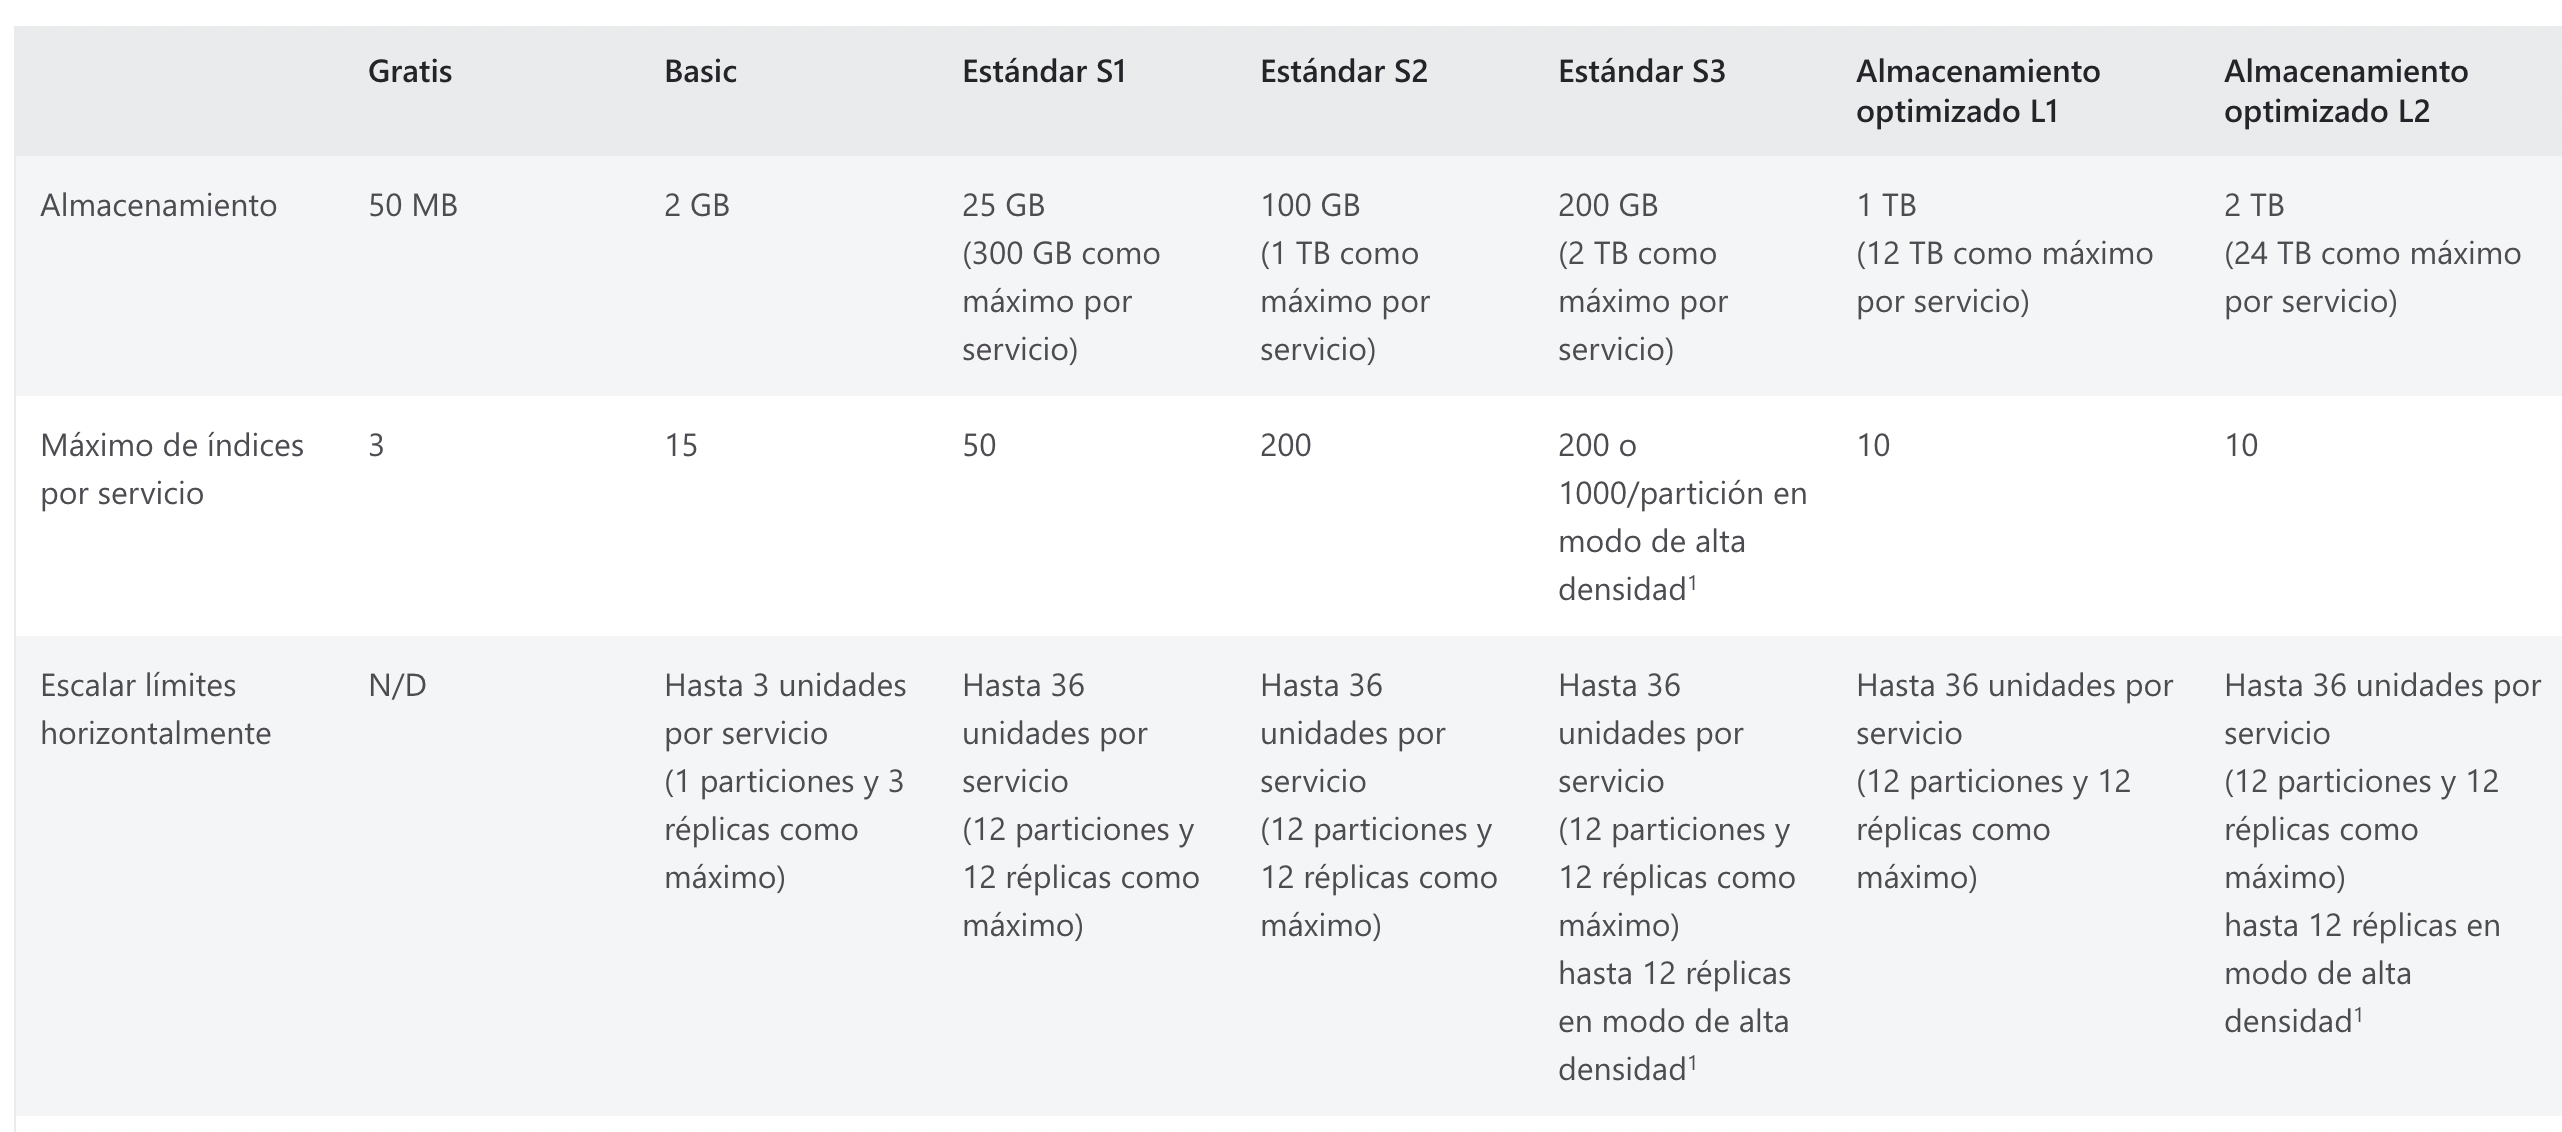 Gratis
Basic
Estándar S1
Estándar S2
Estándar S3
Almacenamiento
optimizado L1
Almacenamiento
optimizado L2
Almacenamiento
50 MB
2 GB
25 GB
(300 GB como
máximo por
servicio)
100 GB
(1 TB como
máximo por
servicio)
200 GB
(2 TB como
máximo por
servicio)
1 TB
(12 TB como máximo
por servicio)
2 TB
(24 TB como máximo
por servicio)
Máximo de índices
por servicio
3
15
50
200
200 o
1000/partición en
modo de alta
densidad¹
10
10
Escalar límites
horizontalmente
N/D
Hasta 3 unidades
por servicio
(1 particiones y 3
réplicas como
máximo)
Hasta 36
unidades por
servicio
(12 particiones y
12 réplicas como
máximo)
Hasta 36
unidades por
servicio
(12 particiones y
12 réplicas como
máximo)
Hasta 36
unidades por
servicio
(12 particiones y
12 réplicas como
máximo)
hasta 12 réplicas
en modo de alta
densidad¹
Hasta 36 unidades por
servicio
(12 particiones y 12
réplicas como
máximo)
Hasta 36 unidades por
servicio
(12 particiones y 12
réplicas como
máximo)
hasta 12 réplicas en
modo de alta
densidad¹